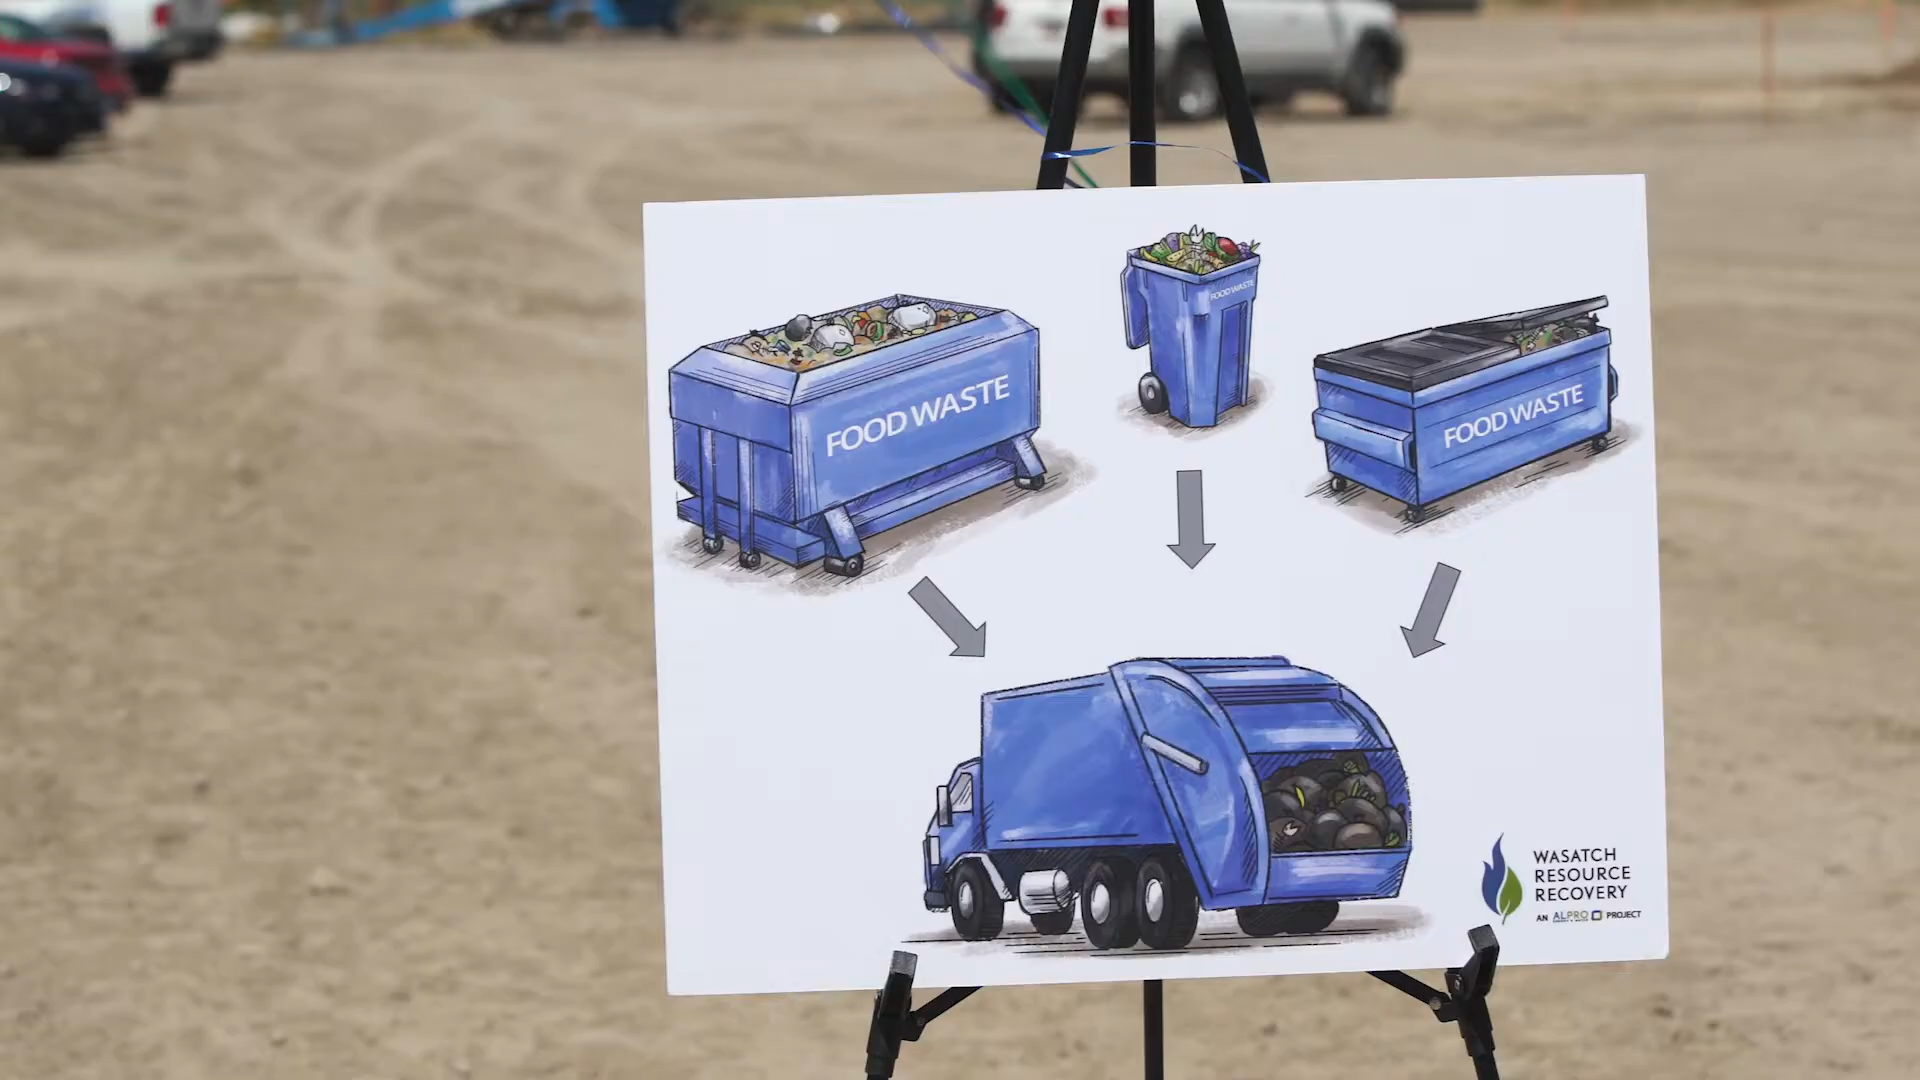 FOOD WASTE
FOOD WASTE
FOOD WASTE
WASATCH
RESOURCE
RECOVERY
AN ALPRO PROJECT